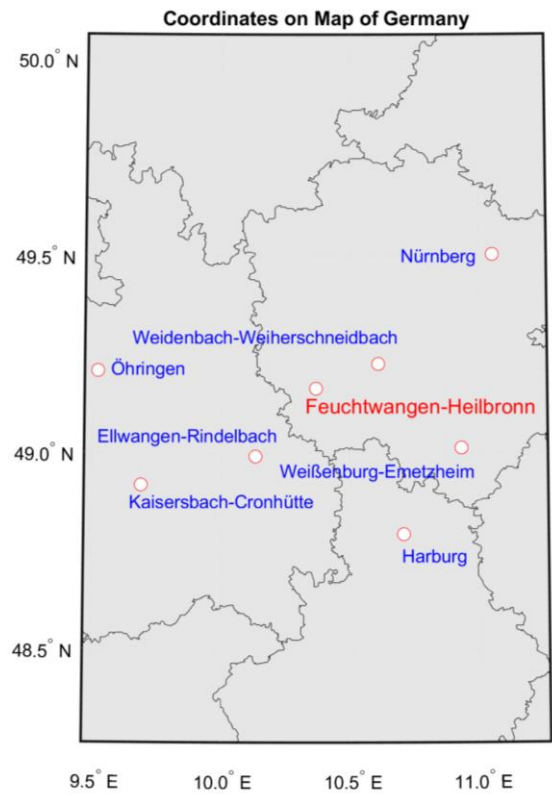 Coordinates on Map of Germany
50.0° N
49.5° N
Nürnberg
Weidenbach-Weiherschneidbach
Öhringen
Feuchtwangen-Heilbronn
Ellwangen-Rindelbach
49.0° N
Weißenburg-Emetzheim
Kaisersbach-Cronhütte
Harburg
48.5° N
9.5° E 10.0° E 10.5° E 11.0° E